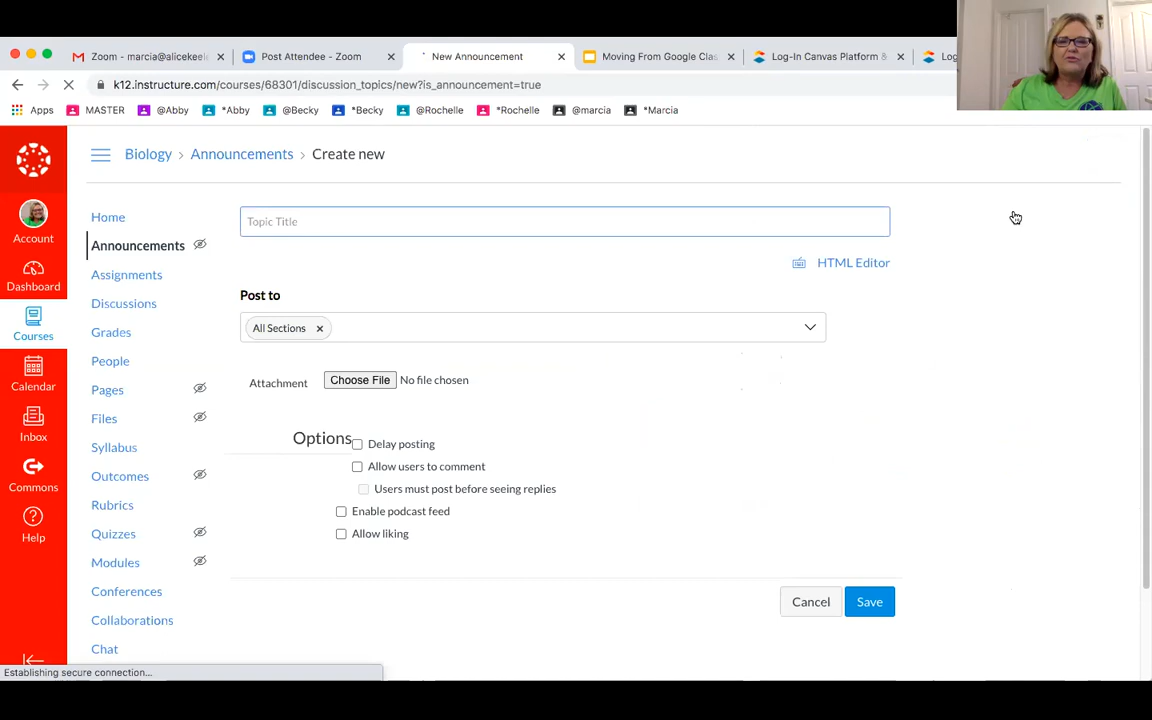 Zoom - marcia@alicekeel
Post Attendee - Zoom
New Announcement
Moving From Google Clas
Log-In Canvas Platform &
Log
k12.instructure.com/courses/68301/discussion_topics/new?is_announcement=true
Apps
MASTER
@Abby
*Abby
@Becky
*Becky
@Rochelle
*Rochelle
@marcia
*Marcia
Biology > Announcements > Create new
Account
Dashboard
Courses
Calendar
Inbox
Commons
Help
Home
Announcements
Assignments
Discussions
Grades
People
Pages
Files
Syllabus
Outcomes
Rubrics
Quizzes
Modules
Conferences
Collaborations
Chat
Topic Title
HTML Editor
Post to
All Sections
Attachment Choose File No file chosen
Options
Delay posting
Allow users to comment
Users must post before seeing replies
Enable podcast feed
Allow liking
Cancel Save
Establishing secure connection...